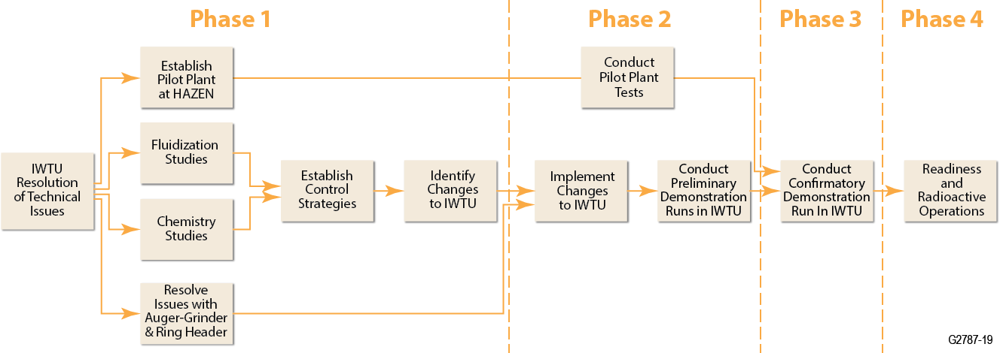 Phase 1
Phase 2
Phase 3
Phase 4
IWTU
Resolution
of Technical
Issues
Establish
Pilot Plant
at HAZEN
Fluidization
Studies
Chemistry
Studies
Resolve
Issues with
Auger-Grinder
& Ring Header
Establish
Control
Strategies
Identify
Changes
to IWTU
Conduct
Pilot Plant
Tests
Implement
Changes
to IWTU
Conduct
Preliminary
Demonstration
Runs in IWTU
Conduct
Confirmatory
Demonstration
Run In IWTU
Readiness
and
Radioactive
Operations
G2787-19